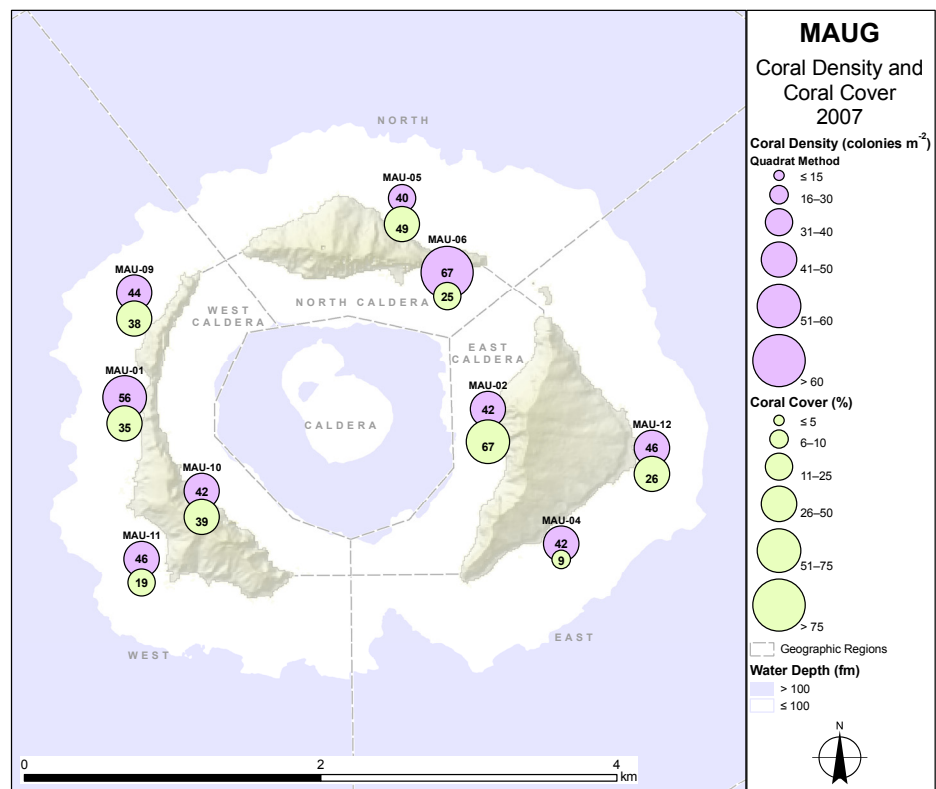 NORTH
MAU-05
40
49
MAU-06
67
25
MAU-09
44
38
NORTH CALDERA
WEST
CALDERA
EAST
CALDERA
MAU-01
56
35
MAU-02
42
67
CALDERA
MAU-12
46
26
MAU-10
42
39
MAU-04
42
9
MAU-11
46
19
WEST
EAST
0 2 4
km
MAUG
Coral Density and
Coral Cover
2007
Coral Density (colonies m⁻²)
Quadrat Method
≤ 15
16–30
31–40
41–50
51–60
> 60
Coral Cover (%)
≤ 5
6–10
11–25
26–50
51–75
> 75
Geographic Regions
Water Depth (fm)
> 100
≤ 100
N